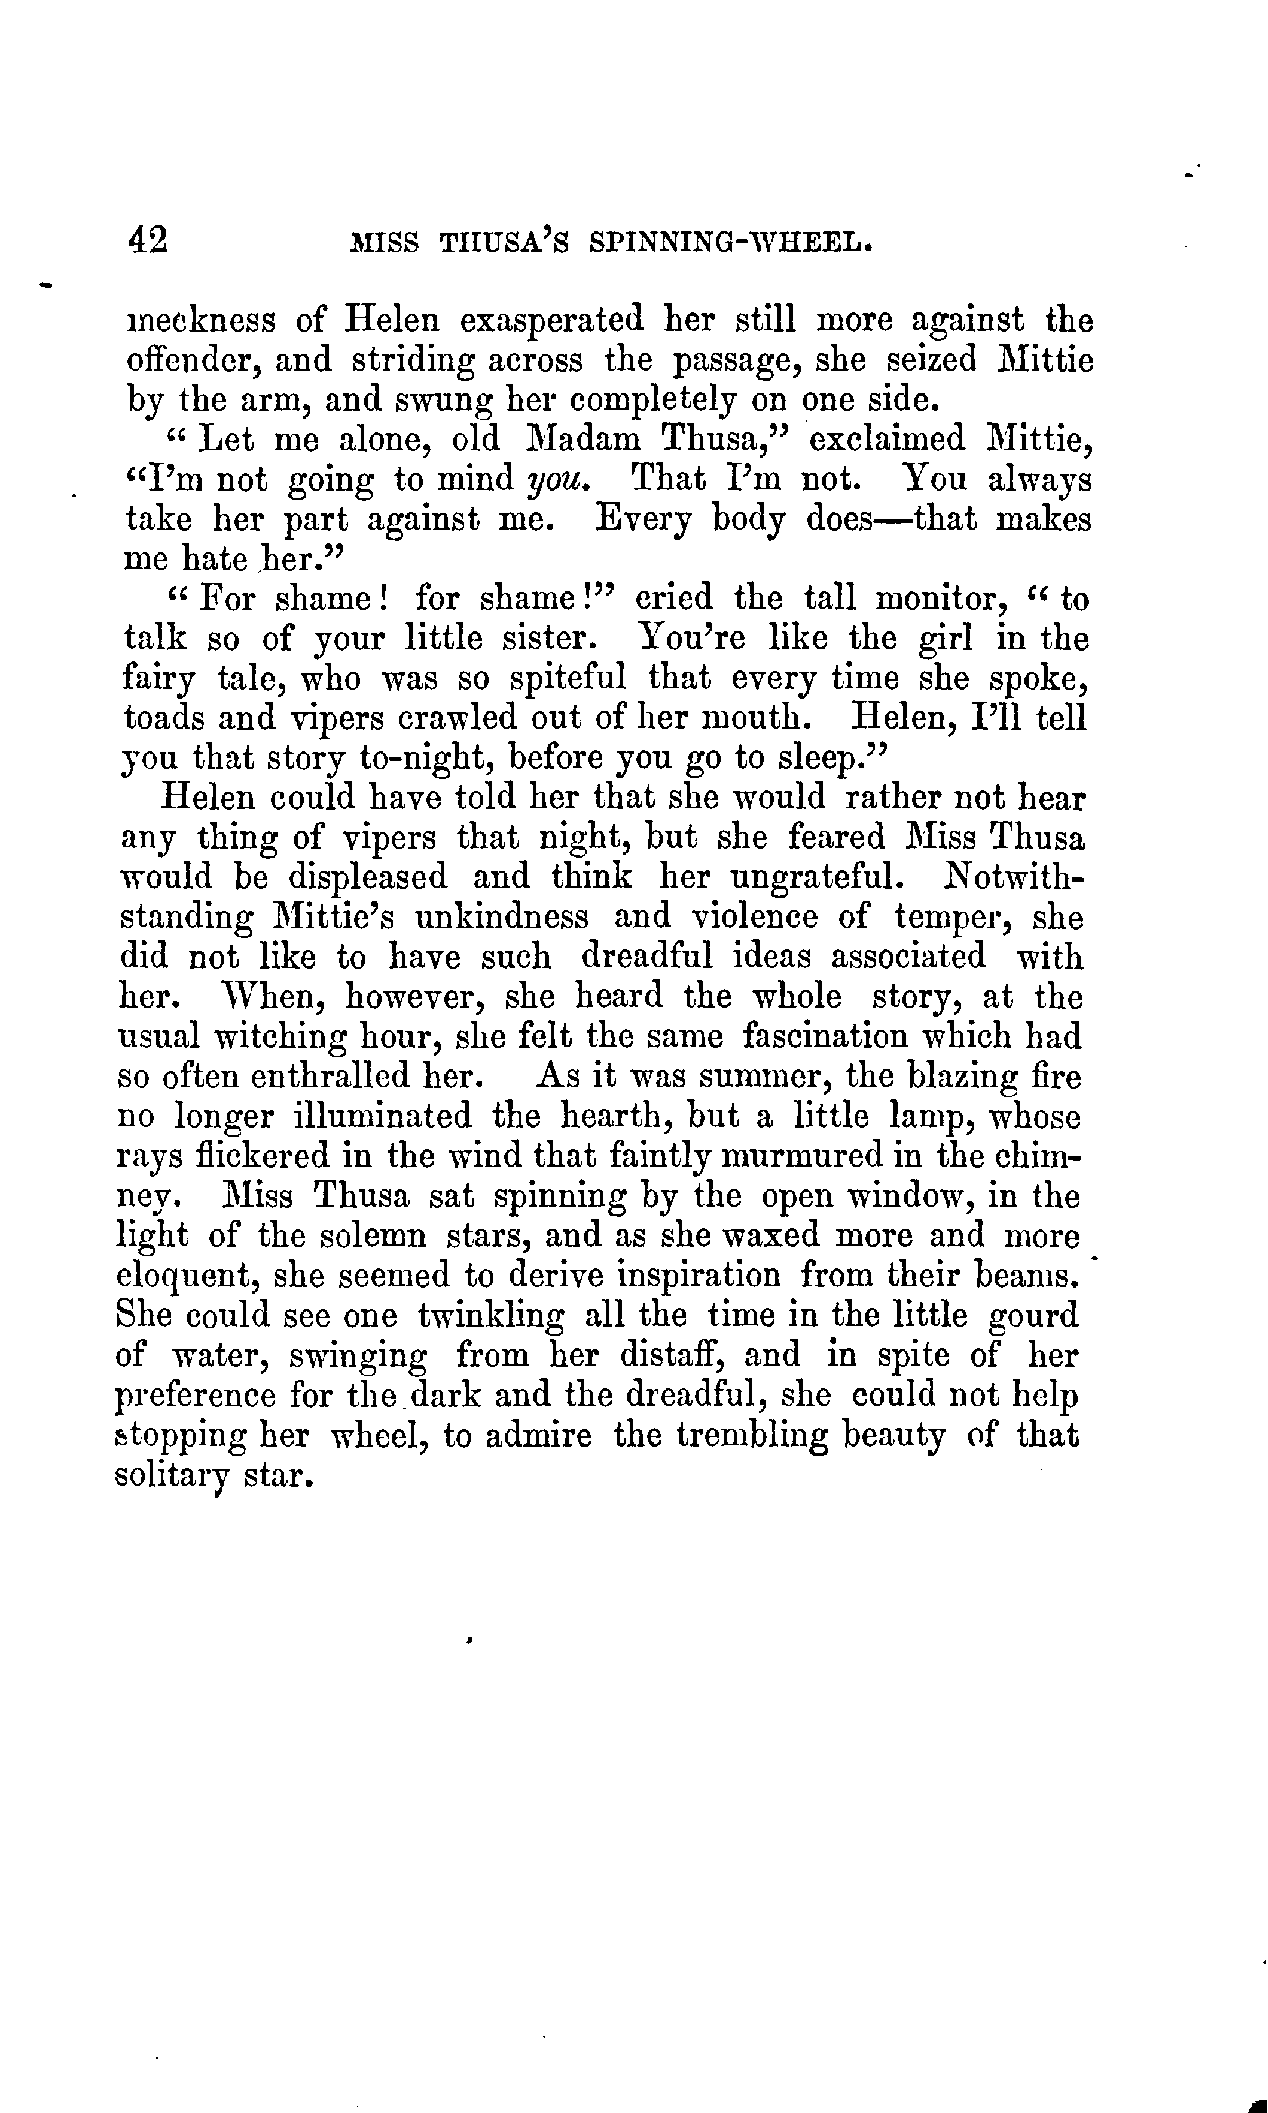 42 MISS THUSA'S SPINNING-WHEEL.
meekness of Helen exasperated her still more against the
offender, and striding across the passage, she seized Mittie
by the arm, and swung her completely on one side.
"Let me alone, old Madam Thusa," exclaimed Mittie,
"I'm not going to mind you. That I'm not. You always
take her part against me. Every body does—that makes
me hate her."
"For shame! for shame!" cried the tall monitor, "to
talk so of your little sister. You're like the girl in the
fairy tale, who was so spiteful that every time she spoke,
toads and vipers crawled out of her mouth. Helen, I'll tell
you that story to-night, before you go to sleep."
Helen could have told her that she would rather not hear
any thing of vipers that night, but she feared Miss Thusa
would be displeased and think her ungrateful. Notwith-
standing Mittie's unkindness and violence of temper, she
did not like to have such dreadful ideas associated with
her. When, however, she heard the whole story, at the
usual witching hour, she felt the same fascination which had
so often enthralled her. As it was summer, the blazing fire
no longer illuminated the hearth, but a little lamp, whose
rays flickered in the wind that faintly murmured in the chim-
ney. Miss Thusa sat spinning by the open window, in the
light of the solemn stars, and as she waxed more and more
eloquent, she seemed to derive inspiration from their beams.
She could see one twinkling all the time in the little gourd
of water, swinging from her distaff, and in spite of her
preference for the dark and the dreadful, she could not help
stopping her wheel, to admire the trembling beauty of that
solitary star.